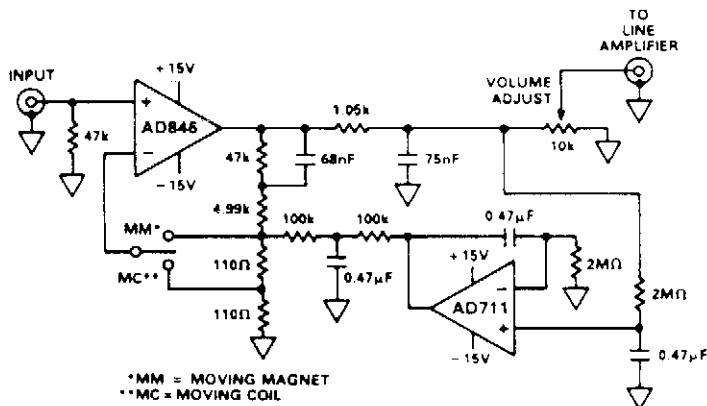 INPUT
+15V
+
AD846
−
−15V
47k
47k
68nF
1.05k
75nF
VOLUME
ADJUST
10k
TO
LINE
AMPLIFIER
4.99k
MM*
MC**
110Ω
110Ω
100k
100k
0.47µF
0.47µF
+15V
−
AD711
+
−15V
2MΩ
2MΩ
0.47µF
*MM = MOVING MAGNET
**MC = MOVING COIL